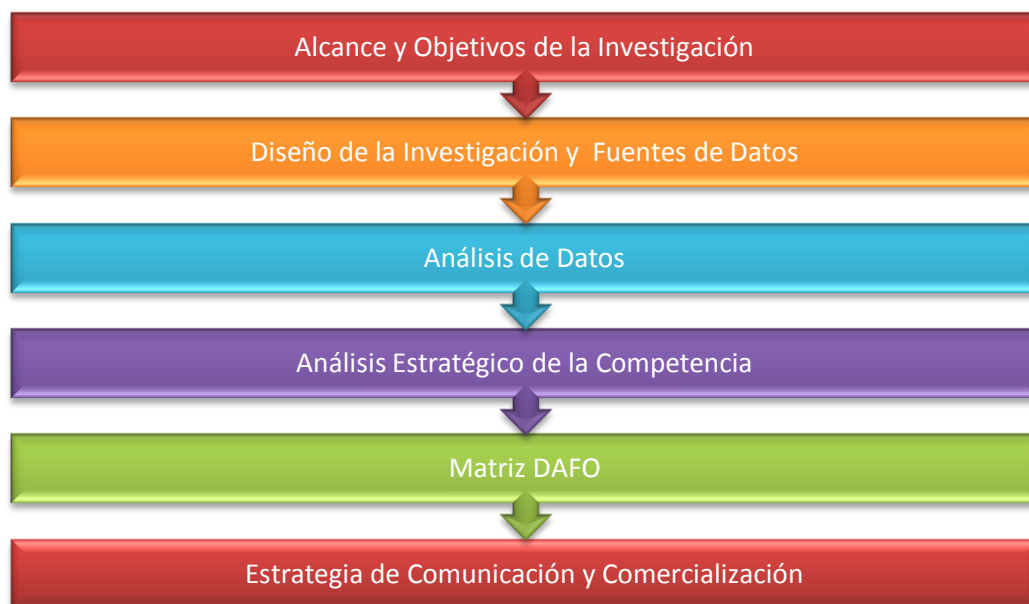 Alcance y Objetivos de la Investigación
Diseño de la Investigación y Fuentes de Datos
Análisis de Datos
Análisis Estratégico de la Competencia
Matriz DAFO
Estrategia de Comunicación y Comercialización